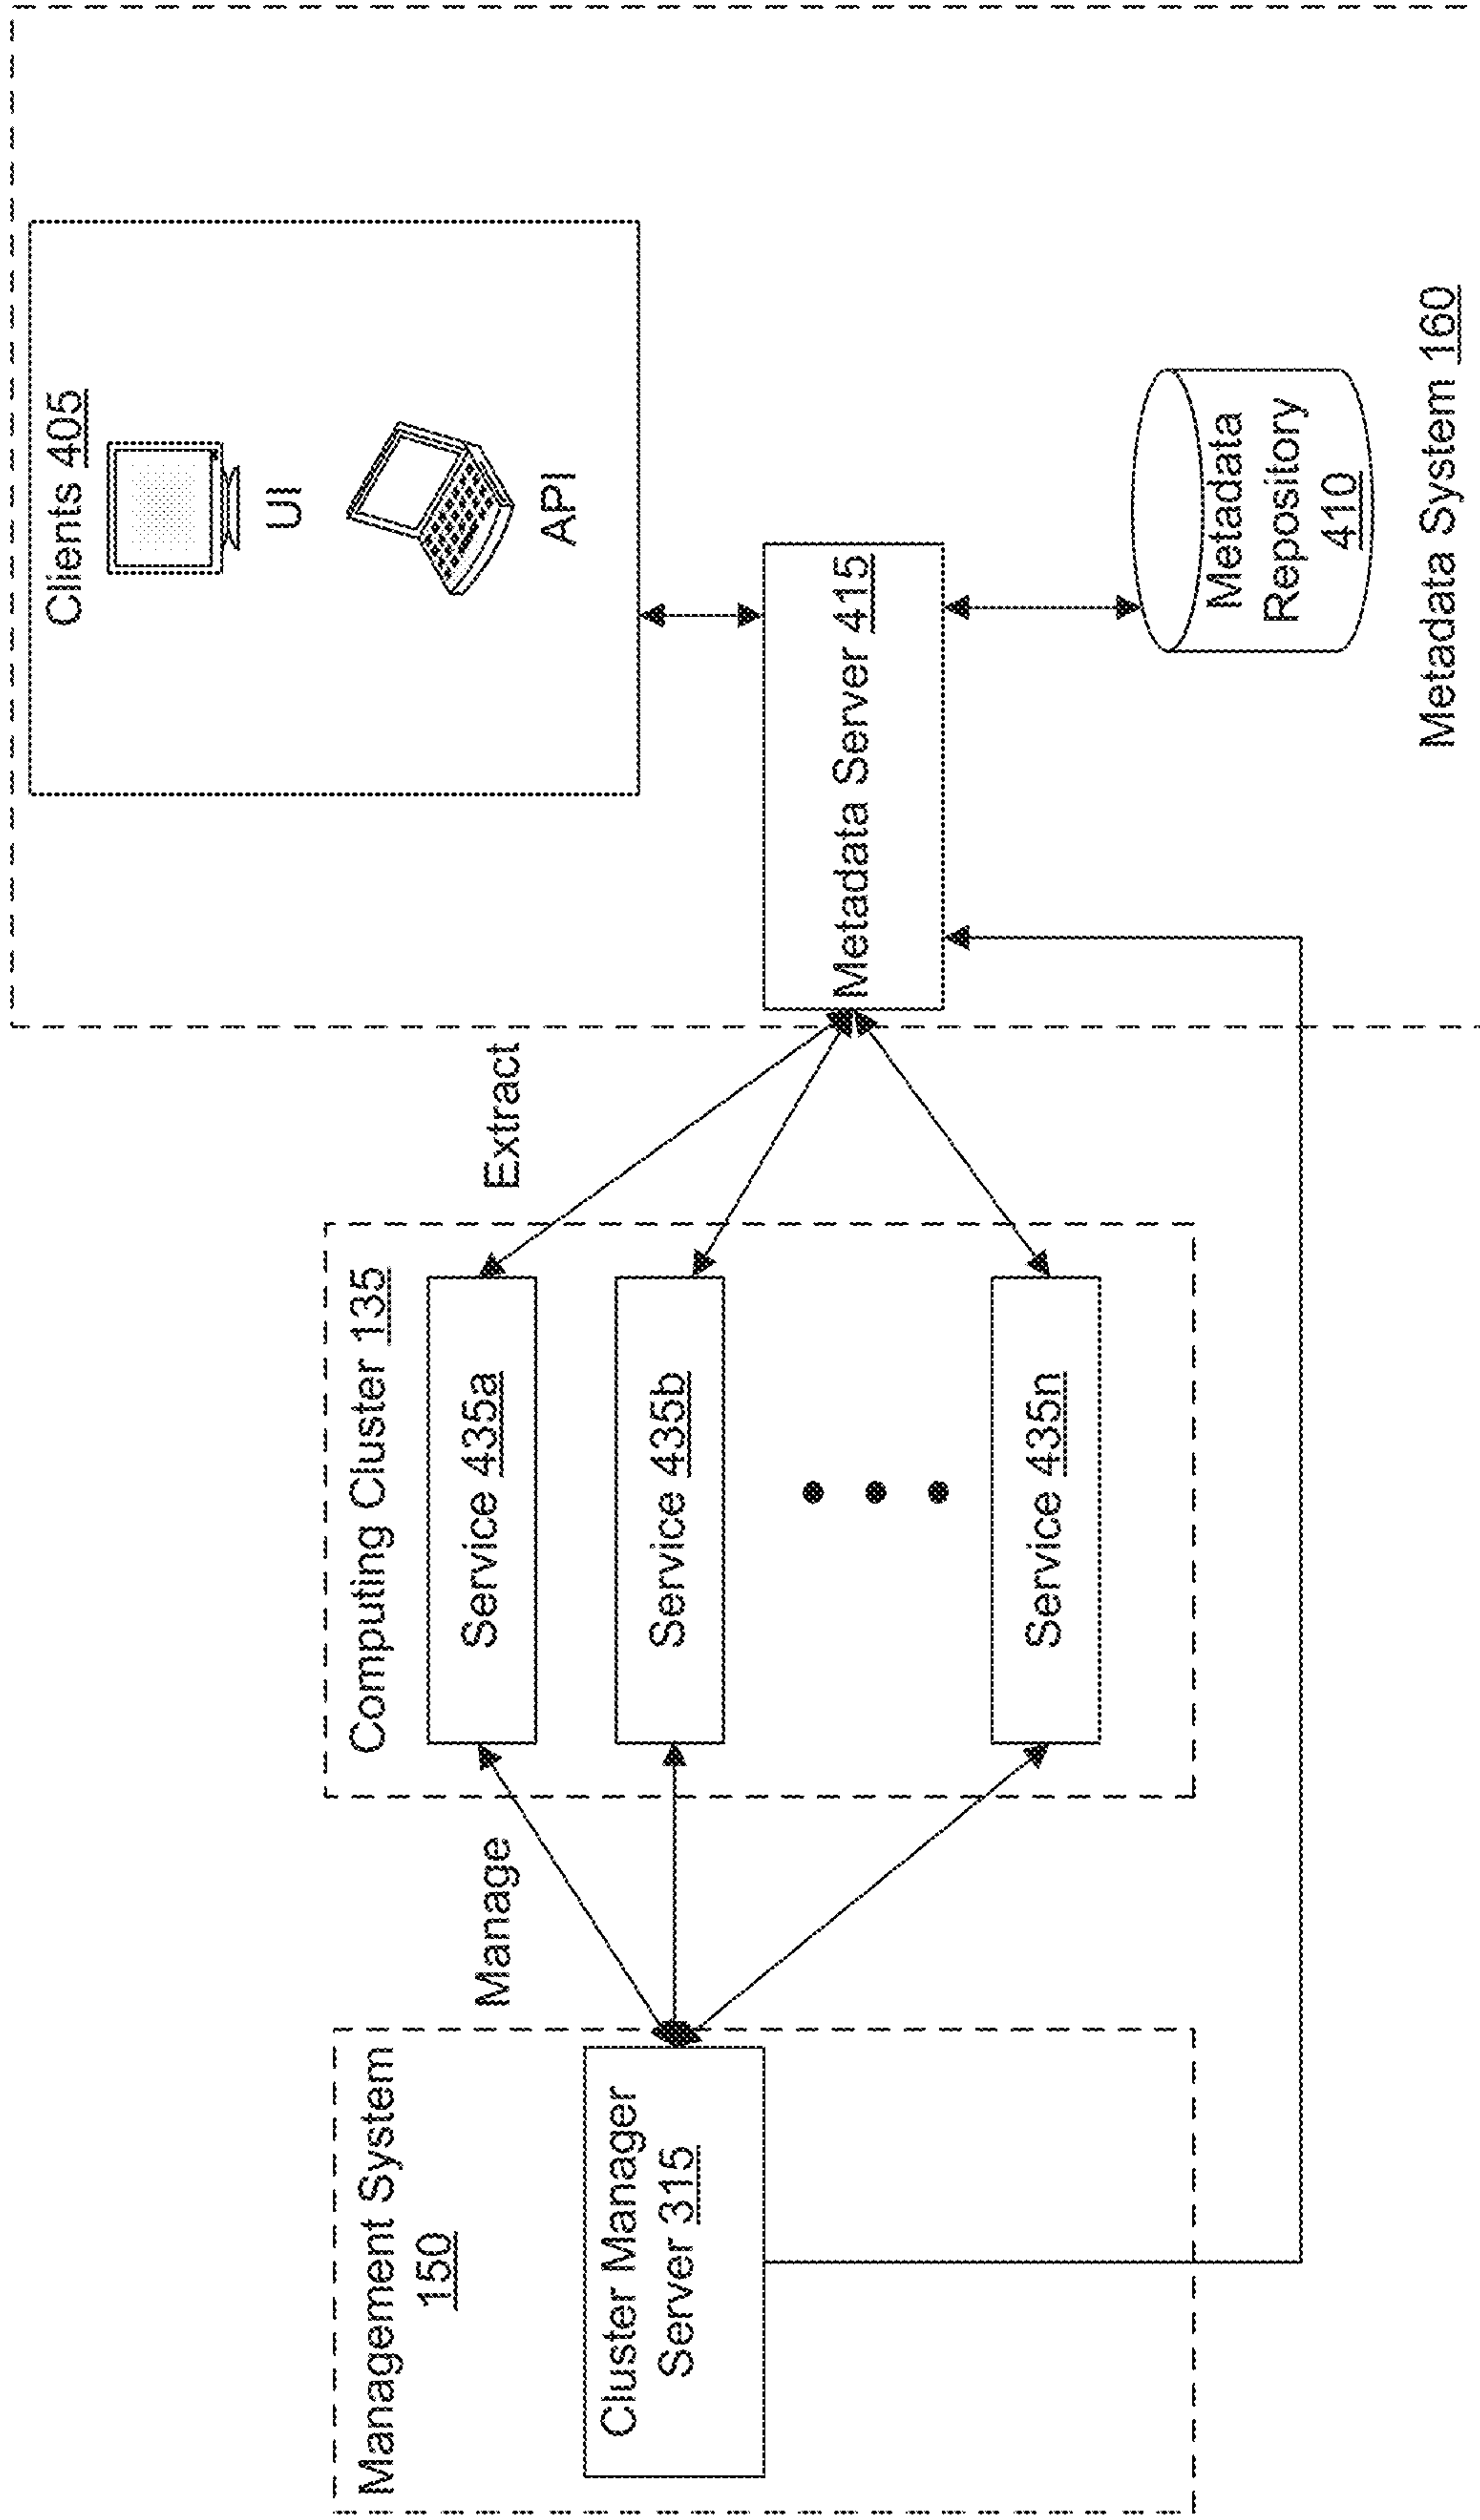 Management System
150
Cluster Manager
Server 315
Manage
Computing Cluster 135
Service 435a
Service 435b
Service 435n
Extract
Clients 405
UI
API
Metadata Server 415
Metadata
Repository
410
Metadata System 160